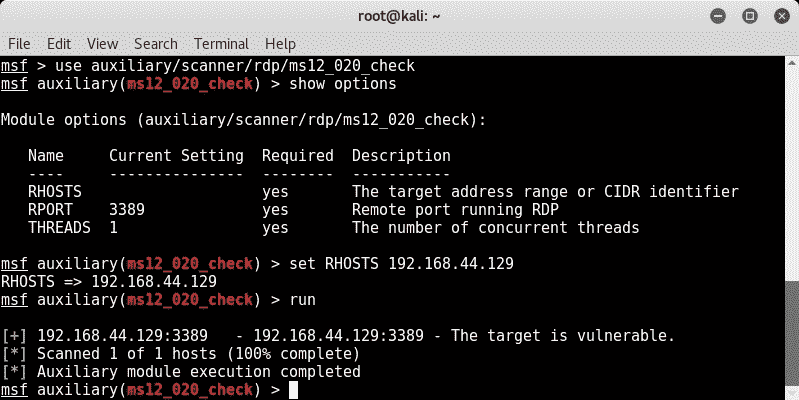 root@kali: ~
File Edit View Search Terminal Help
msf > use auxiliary/scanner/rdp/ms12_020_check
msf auxiliary(ms12_020_check) > show options
Module options (auxiliary/scanner/rdp/ms12_020_check):
Name Current Setting Required Description
---- --------------- -------- -----------
RHOSTS yes The target address range or CIDR identifier
RPORT 3389 yes Remote port running RDP
THREADS 1 yes The number of concurrent threads
msf auxiliary(ms12_020_check) > set RHOSTS 192.168.44.129
RHOSTS => 192.168.44.129
msf auxiliary(ms12_020_check) > run
[+] 192.168.44.129:3389 - 192.168.44.129:3389 - The target is vulnerable.
[*] Scanned 1 of 1 hosts (100% complete)
[*] Auxiliary module execution completed
msf auxiliary(ms12_020_check) >